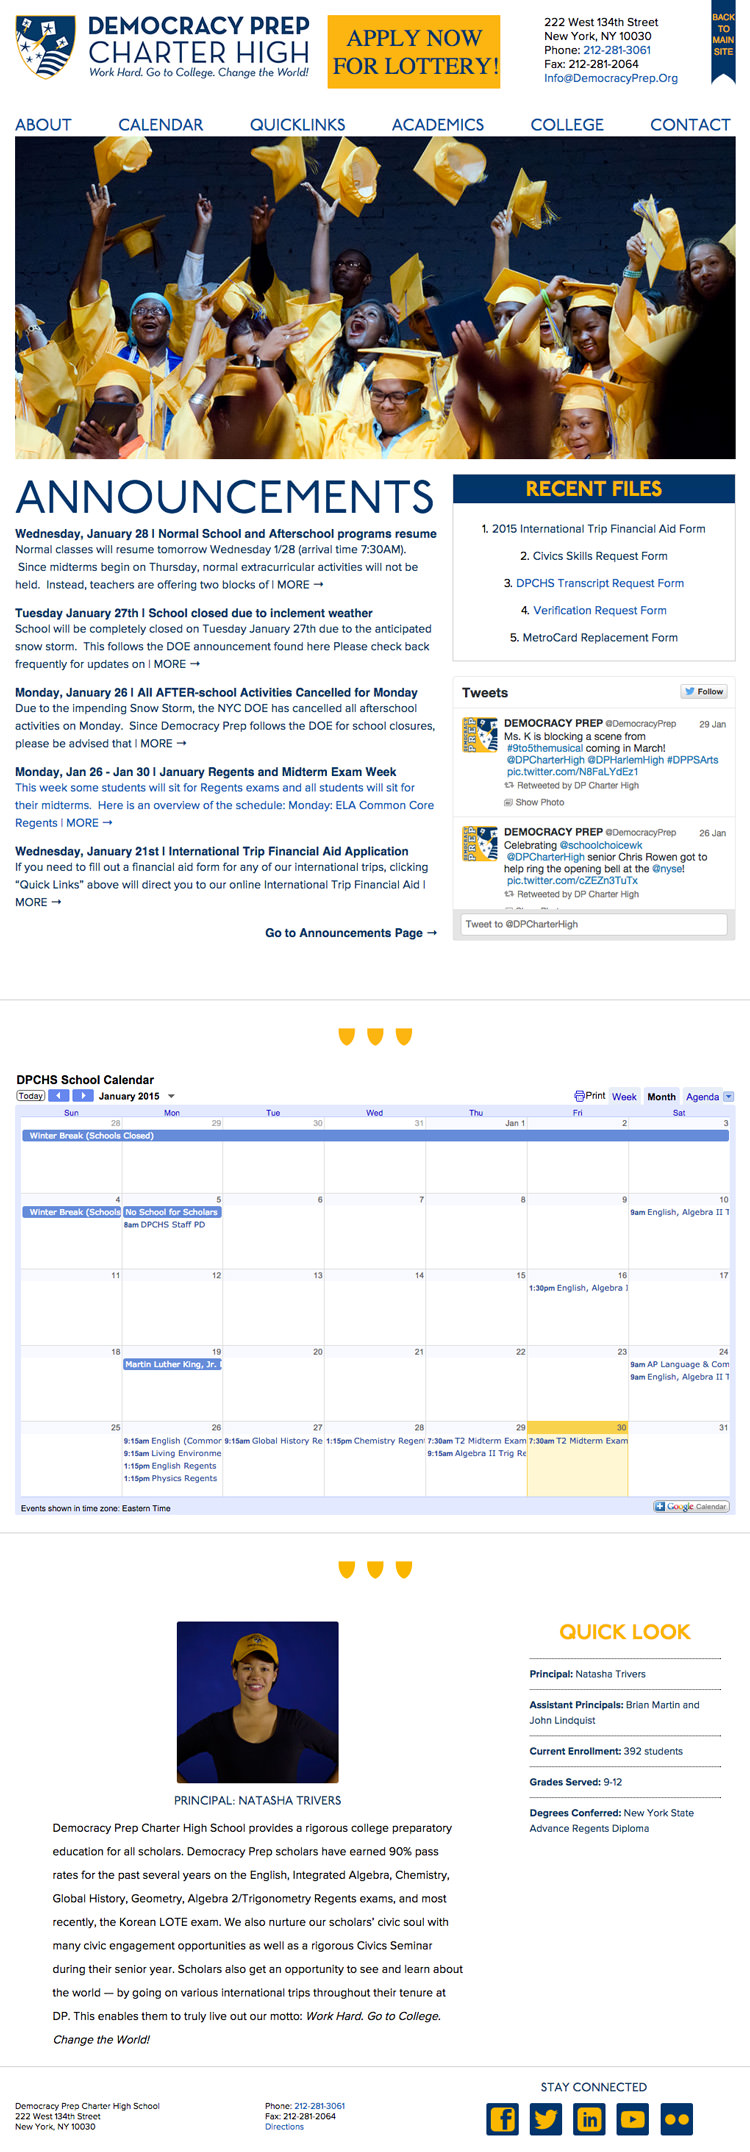 DEMOCRACY PREP
CHARTER HIGH
Work Hard. Go to College. Change the World!
APPLY NOW
FOR LOTTERY!
222 West 134th Street
New York, NY 10030
Phone: 212-281-3061
Fax: 212-281-2064
Info@DemocracyPrep.Org
BACK
TO
MAIN
SITE
ABOUT CALENDAR QUICKLINKS ACADEMICS COLLEGE CONTACT
ANNOUNCEMENTS
Wednesday, January 28 | Normal School and Afterschool programs resume
Normal classes will resume tomorrow Wednesday 1/28 (arrival time 7:30AM).
Since midterms begin on Thursday, normal extracurricular activities will not be
held. Instead, teachers are offering two blocks of | MORE →
Tuesday January 27th | School closed due to inclement weather
School will be completely closed on Tuesday January 27th due to the anticipated
snow storm. This follows the DOE announcement found here Please check back
frequently for updates on | MORE →
Monday, January 26 | All AFTER-school Activities Cancelled for Monday
Due to the impending Snow Storm, the NYC DOE has cancelled all afterschool
activities on Monday. Since Democracy Prep follows the DOE for school closures,
please be advised that | MORE →
Monday, Jan 26 - Jan 30 | January Regents and Midterm Exam Week
This week some students will sit for Regents exams and all students will sit for
their midterms. Here is an overview of the schedule: Monday: ELA Common Core
Regents | MORE →
Wednesday, January 21st | International Trip Financial Aid Application
If you need to fill out a financial aid form for any of our international trips, clicking
“Quick Links” above will direct you to our online International Trip Financial Aid |
MORE →
Go to Announcements Page →
RECENT FILES
1. 2015 International Trip Financial Aid Form
2. Civics Skills Request Form
3. DPCHS Transcript Request Form
4. Verification Request Form
5. MetroCard Replacement Form
Tweets Follow
DEMOCRACY PREP @DemocracyPrep 29 Jan
Ms. K is blocking a scene from
#9to5themusical coming in March!
@DPCharterHigh @DPHarlemHigh #DPPSArts
pic.twitter.com/N8FaLYdEz1
Retweeted by DP Charter High
Show Photo
DEMOCRACY PREP @DemocracyPrep 26 Jan
Celebrating @schoolchoicewk
@DPCharterHigh senior Chris Rowen got to
help ring the opening bell at the @nyse!
pic.twitter.com/cZEZn3TuTx
Retweeted by DP Charter High
Tweet to @DPCharterHigh
DPCHS School Calendar
Today January 2015 Print Week Month Agenda
Sun Mon Tue Wed Thu Fri Sat
28 29 30 31 Jan 1 2 3
Winter Break (Schools Closed)
4 5 6 7 8 9 10
Winter Break (Schools No School for Scholars 9am English, Algebra II T
8am DPCHS Staff PD
11 12 13 14 15 16 17
1:30pm English, Algebra I
18 19 20 21 22 23 24
Martin Luther King, Jr. 9am AP Language & Com
9am English, Algebra II T
25 26 27 28 29 30 31
9:15am English (Common 9:15am Global History Re 1:15pm Chemistry Regen 7:30am T2 Midterm Exam 7:30am T2 Midterm Exam
9:15am Living Environme 9:15am Algebra II Trig Re
1:15pm English Regents
1:15pm Physics Regents
Events shown in time zone: Eastern Time
Google Calendar
PRINCIPAL: NATASHA TRIVERS
Democracy Prep Charter High School provides a rigorous college preparatory
education for all scholars. Democracy Prep scholars have earned 90% pass
rates for the past several years on the English, Integrated Algebra, Chemistry,
Global History, Geometry, Algebra 2/Trigonometry Regents exams, and most
recently, the Korean LOTE exam. We also nurture our scholars’ civic soul with
many civic engagement opportunities as well as a rigorous Civics Seminar
during their senior year. Scholars also get an opportunity to see and learn about
the world — by going on various international trips throughout their tenure at
DP. This enables them to truly live out our motto: Work Hard. Go to College.
Change the World!
QUICK LOOK
Principal: Natasha Trivers
Assistant Principals: Brian Martin and
John Lindquist
Current Enrollment: 392 students
Grades Served: 9-12
Degrees Conferred: New York State
Advance Regents Diploma
Democracy Prep Charter High School
222 West 134th Street
New York, NY 10030
Phone: 212-281-3061
Fax: 212-281-2064
Directions
STAY CONNECTED